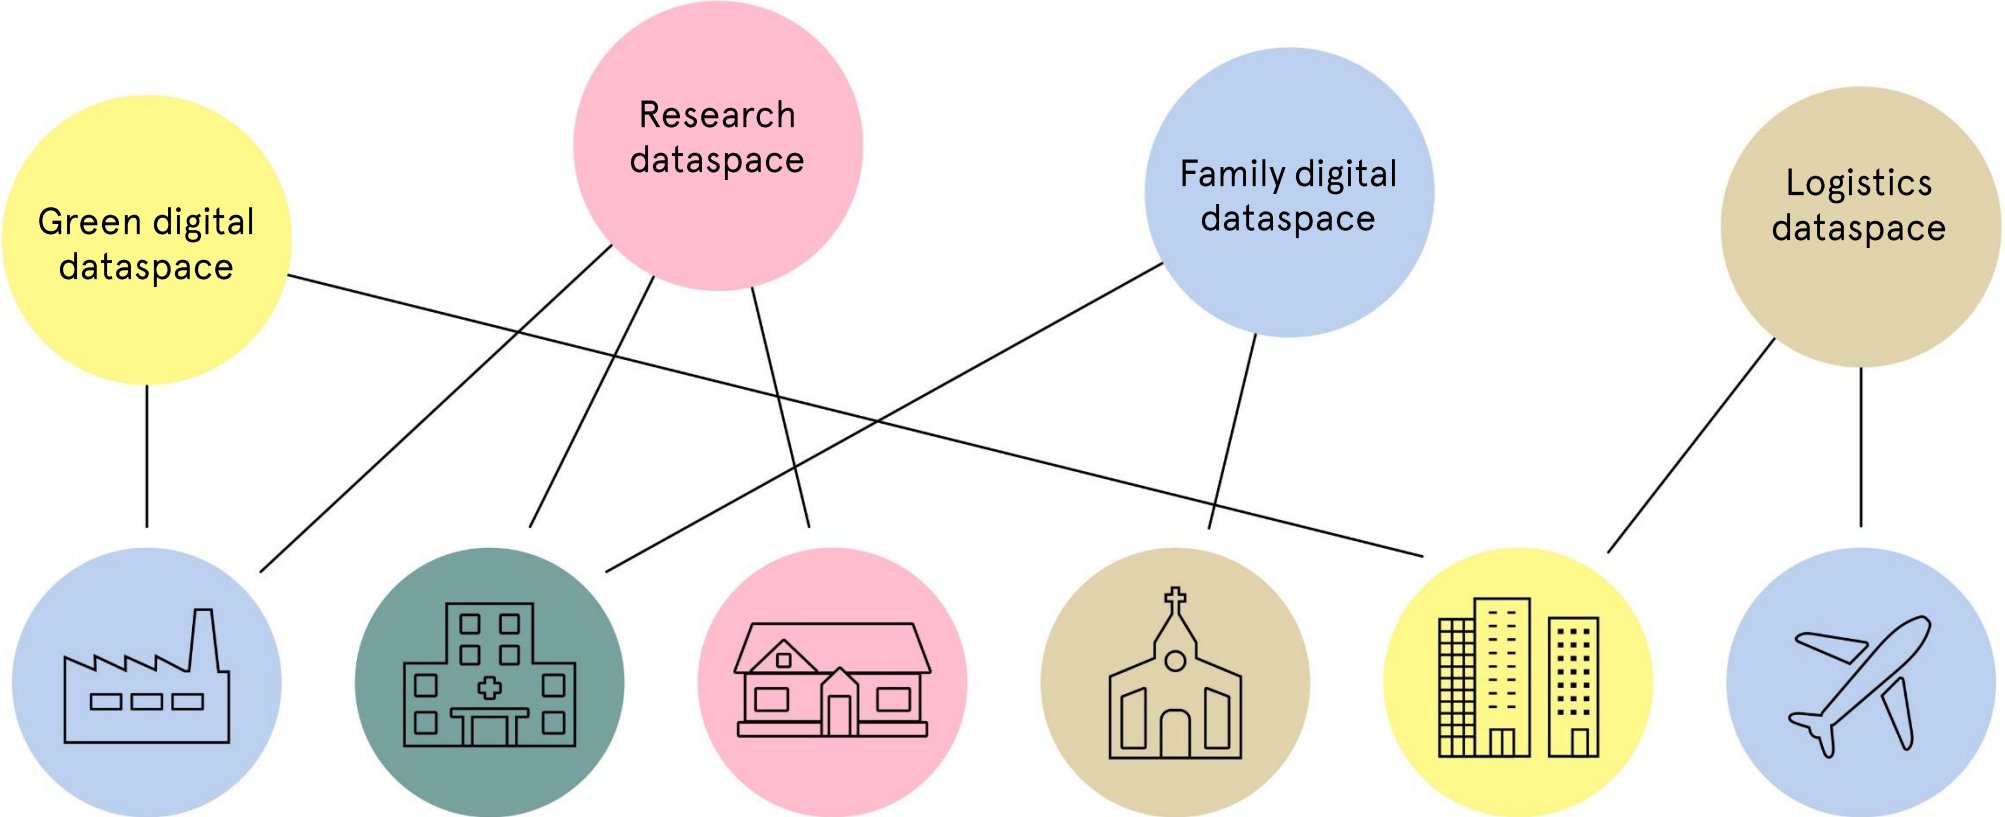 Green digital
dataspace
Research
dataspace
Family digital
dataspace
Logistics
dataspace